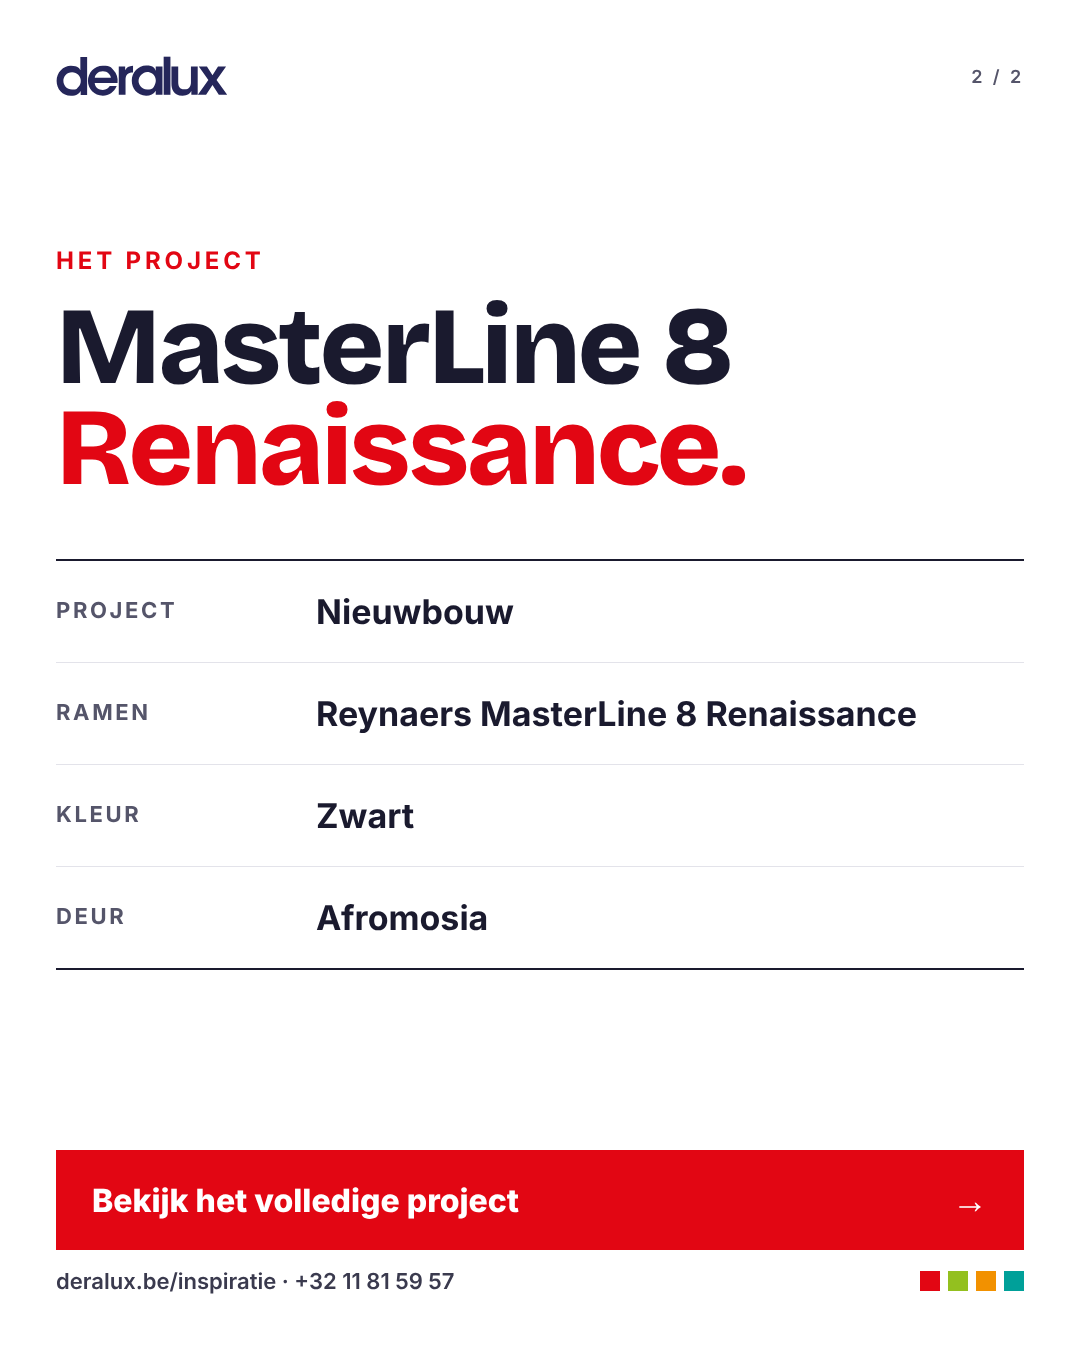 deralux
2 / 2
HET PROJECT
MasterLine 8
Renaissance.
PROJECT Nieuwbouw
RAMEN Reynaers MasterLine 8 Renaissance
KLEUR Zwart
DEUR Afromosia
Bekijk het volledige project →
deralux.be/inspiratie · +32 11 81 59 57